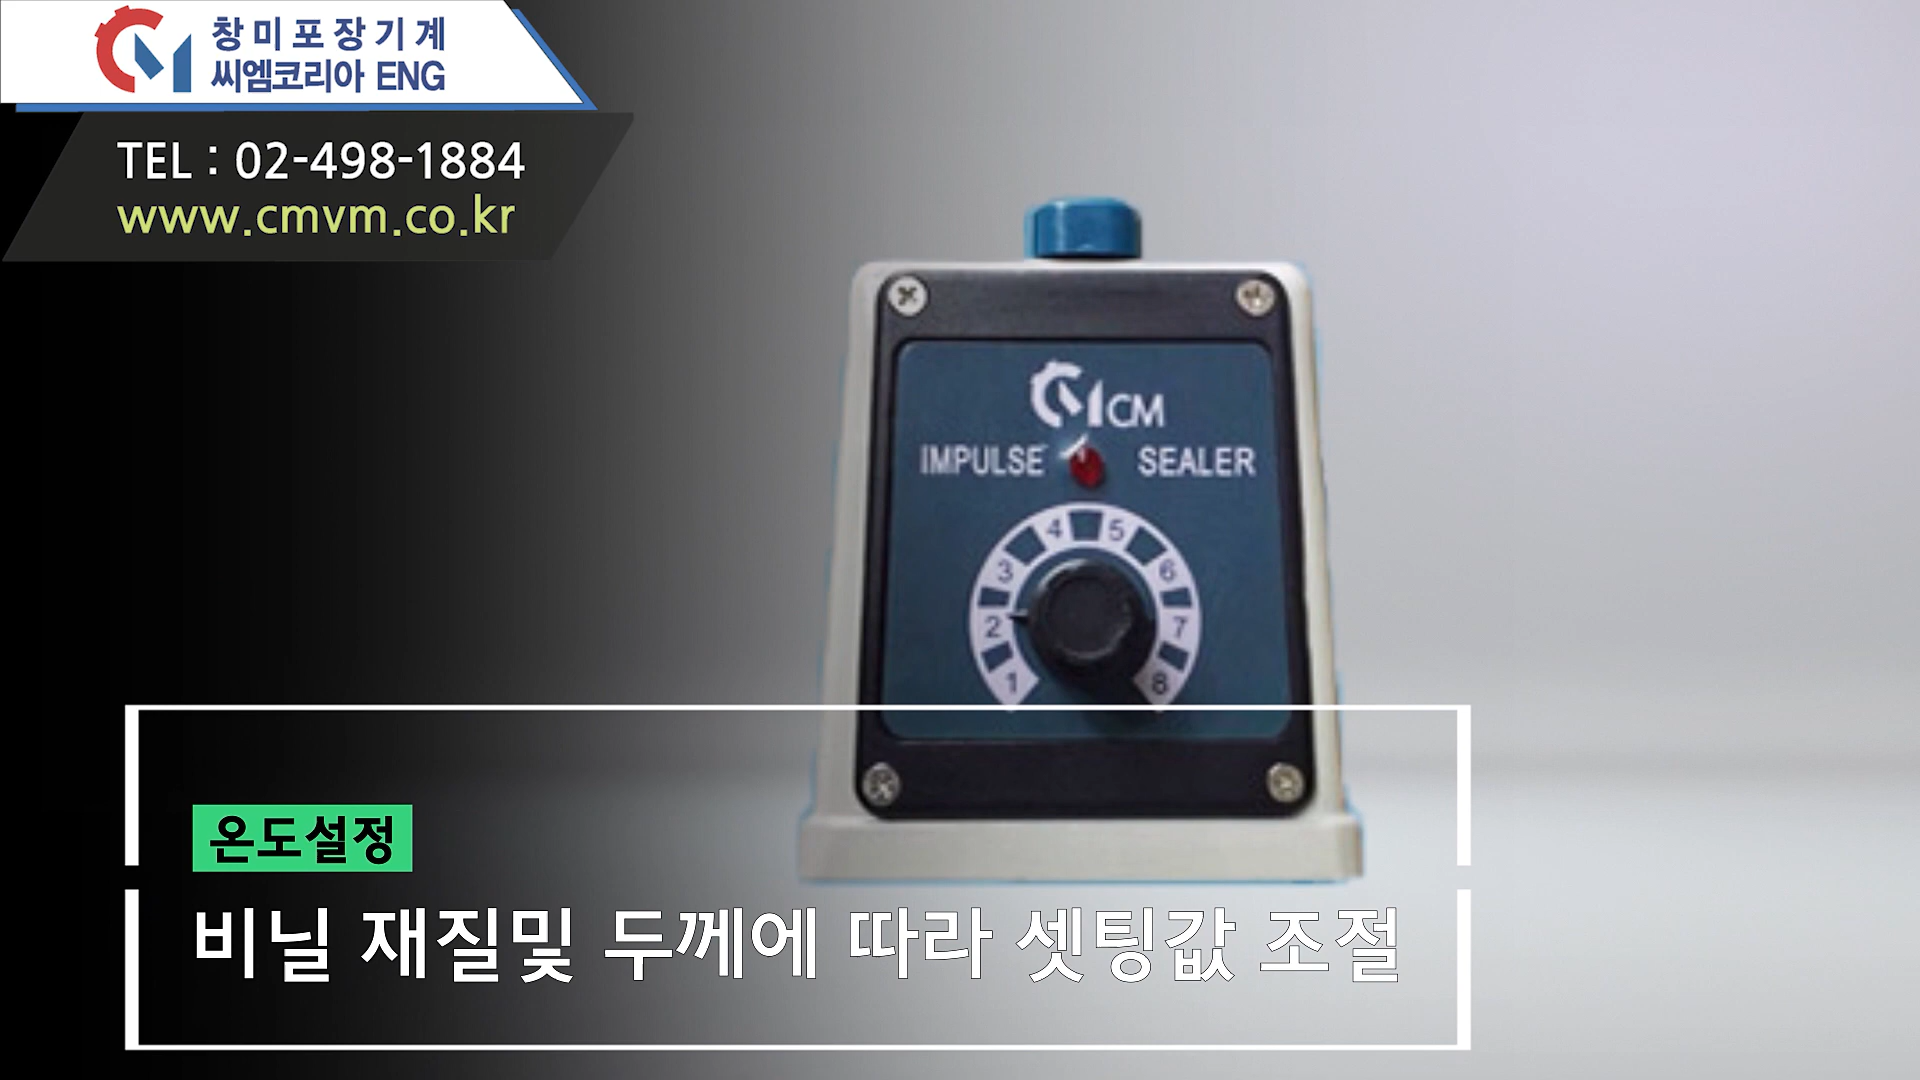 창미포장기계
씨엠코리아 ENG
TEL : 02-498-1884
www.cmvm.co.kr
CM
IMPULSE SEALER
1 2 3 4 5 6 7 8
온도설정
비닐 재질및 두께에 따라 셋팅값 조절